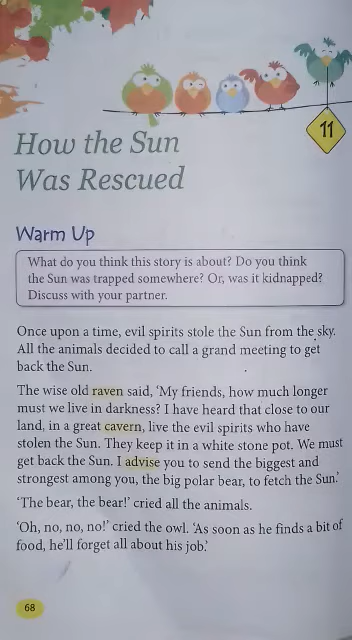 11
How the Sun
Was Rescued
Warm Up
What do you think this story is about? Do you think
the Sun was trapped somewhere? Or, was it kidnapped?
Discuss with your partner.
Once upon a time, evil spirits stole the Sun from the sky.
All the animals decided to call a grand meeting to get
back the Sun.
The wise old raven said, ‘My friends, how much longer
must we live in darkness? I have heard that close to our
land, in a great cavern, live the evil spirits who have
stolen the Sun. They keep it in a white stone pot. We must
get back the Sun. I advise you to send the biggest and
strongest among you, the big polar bear, to fetch the Sun.’
‘The bear, the bear!’ cried all the animals.
‘Oh, no, no, no!’ cried the owl. ‘As soon as he finds a bit of
food, he’ll forget all about his job.’
68